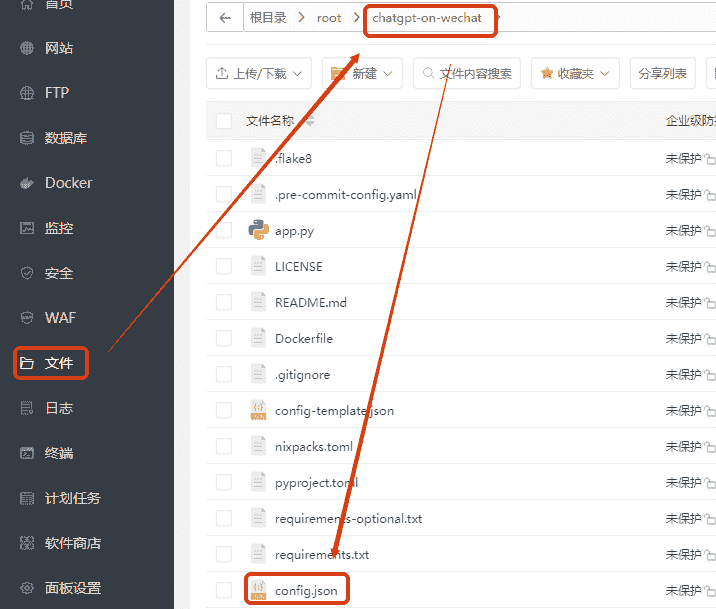 首页
网站
FTP
数据库
Docker
监控
安全
WAF
文件
日志
终端
计划任务
软件商店
面板设置
根目录 root chatgpt-on-wechat
上传/下载 新建 文件内容搜索 收藏夹 分享列表
文件名称 企业级防
.flake8 未保护
.pre-commit-config.yaml 未保护
app.py 未保护
LICENSE 未保护
README.md 未保护
Dockerfile 未保护
.gitignore 未保护
config-template.json 未保护
nixpacks.toml 未保护
pyproject.toml 未保护
requirements-optional.txt 未保护
requirements.txt 未保护
config.json 未保护